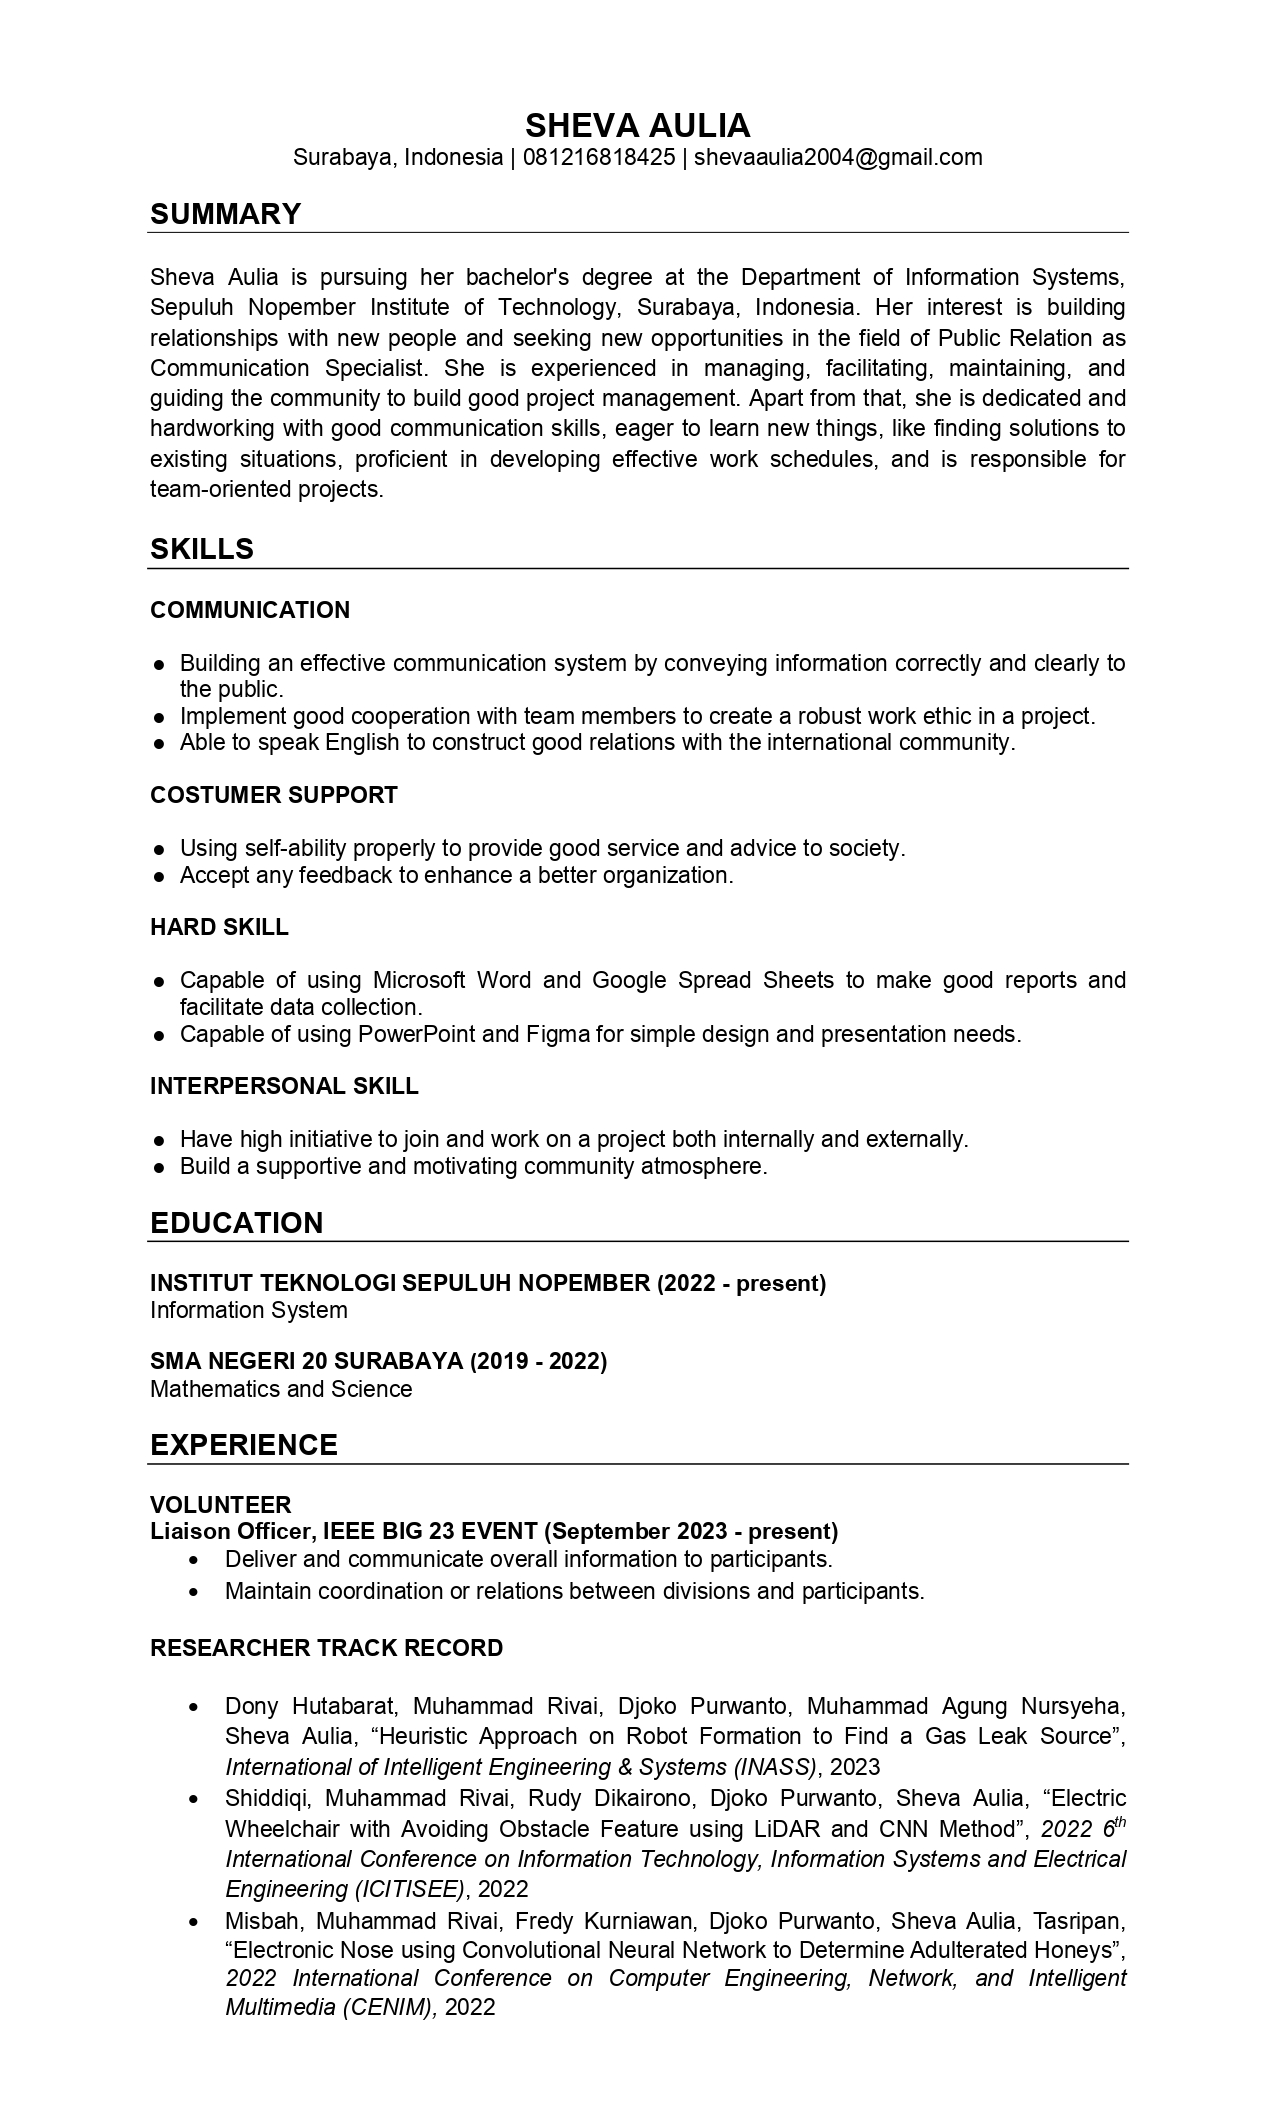 SHEVA AULIA
Surabaya, Indonesia | 081216818425 | shevaaulia2004@gmail.com
SUMMARY
Sheva Aulia is pursuing her bachelor's degree at the Department of Information Systems,
Sepuluh Nopember Institute of Technology, Surabaya, Indonesia. Her interest is building
relationships with new people and seeking new opportunities in the field of Public Relation as
Communication Specialist. She is experienced in managing, facilitating, maintaining, and
guiding the community to build good project management. Apart from that, she is dedicated and
hardworking with good communication skills, eager to learn new things, like finding solutions to
existing situations, proficient in developing effective work schedules, and is responsible for
team-oriented projects.
SKILLS
COMMUNICATION
● Building an effective communication system by conveying information correctly and clearly to
the public.
● Implement good cooperation with team members to create a robust work ethic in a project.
● Able to speak English to construct good relations with the international community.
COSTUMER SUPPORT
● Using self-ability properly to provide good service and advice to society.
● Accept any feedback to enhance a better organization.
HARD SKILL
● Capable of using Microsoft Word and Google Spread Sheets to make good reports and
facilitate data collection.
● Capable of using PowerPoint and Figma for simple design and presentation needs.
INTERPERSONAL SKILL
● Have high initiative to join and work on a project both internally and externally.
● Build a supportive and motivating community atmosphere.
EDUCATION
INSTITUT TEKNOLOGI SEPULUH NOPEMBER (2022 - present)
Information System
SMA NEGERI 20 SURABAYA (2019 - 2022)
Mathematics and Science
EXPERIENCE
VOLUNTEER
Liaison Officer, IEEE BIG 23 EVENT (September 2023 - present)
• Deliver and communicate overall information to participants.
• Maintain coordination or relations between divisions and participants.
RESEARCHER TRACK RECORD
• Dony Hutabarat, Muhammad Rivai, Djoko Purwanto, Muhammad Agung Nursyeha,
Sheva Aulia, “Heuristic Approach on Robot Formation to Find a Gas Leak Source”,
International of Intelligent Engineering & Systems (INASS), 2023
• Shiddiqi, Muhammad Rivai, Rudy Dikairono, Djoko Purwanto, Sheva Aulia, “Electric
Wheelchair with Avoiding Obstacle Feature using LiDAR and CNN Method”, 2022 6th
International Conference on Information Technology, Information Systems and Electrical
Engineering (ICITISEE), 2022
• Misbah, Muhammad Rivai, Fredy Kurniawan, Djoko Purwanto, Sheva Aulia, Tasripan,
“Electronic Nose using Convolutional Neural Network to Determine Adulterated Honeys”,
2022 International Conference on Computer Engineering, Network, and Intelligent
Multimedia (CENIM), 2022